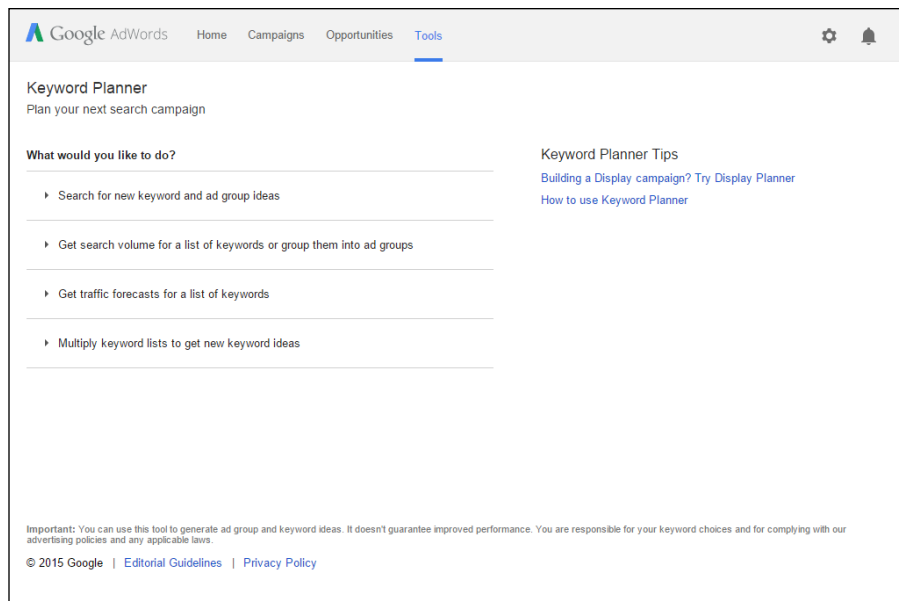 Google AdWords Home Campaigns Opportunities Tools
Keyword Planner
Plan your next search campaign
What would you like to do?
Search for new keyword and ad group ideas
Get search volume for a list of keywords or group them into ad groups
Get traffic forecasts for a list of keywords
Multiply keyword lists to get new keyword ideas
Keyword Planner Tips
Building a Display campaign? Try Display Planner
How to use Keyword Planner
Important: You can use this tool to generate ad group and keyword ideas. It doesn't guarantee improved performance. You are responsible for your keyword choices and for complying with our
advertising policies and any applicable laws.
© 2015 Google | Editorial Guidelines | Privacy Policy